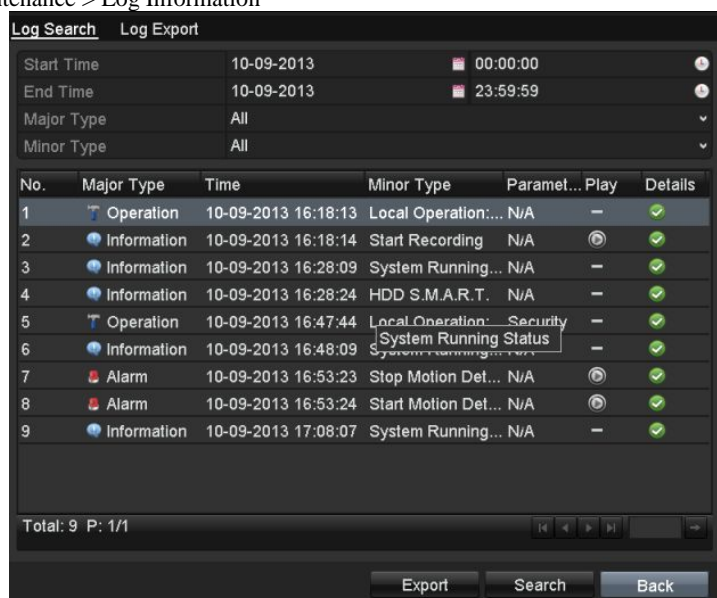 tenance > Log Information
Log Search Log Export
Start Time 10-09-2013 00:00:00
End Time 10-09-2013 23:59:59
Major Type All
Minor Type All
No. Major Type Time Minor Type Paramet... Play Details
1 Operation 10-09-2013 16:18:13 Local Operation:... N/A –
2 Information 10-09-2013 16:18:14 Start Recording N/A
3 Information 10-09-2013 16:28:09 System Running... N/A –
4 Information 10-09-2013 16:28:24 HDD S.M.A.R.T. N/A –
5 Operation 10-09-2013 16:47:44 Local Operation: Security –
System Running Status
6 Information 10-09-2013 16:48:09 System Running... N/A –
7 Alarm 10-09-2013 16:53:23 Stop Motion Det... N/A
8 Alarm 10-09-2013 16:53:24 Start Motion Det... N/A
9 Information 10-09-2013 17:08:07 System Running... N/A –
Total: 9 P: 1/1
Export Search Back